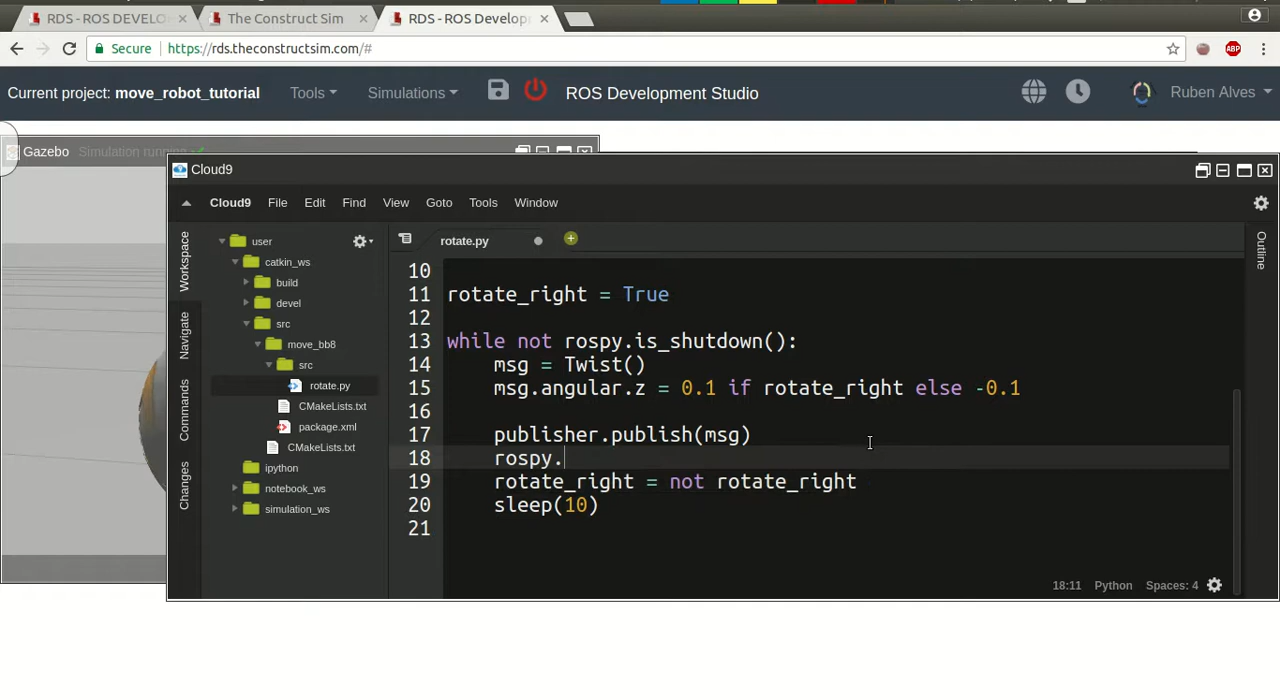 RDS - ROS DEVELO
The Construct Sim
RDS - ROS Develop
Secure https://rds.theconstructsim.com/#
ABP
Current project: move_robot_tutorial Tools Simulations ROS Development Studio Ruben Alves
Gazebo Simulation running
Cloud9
Cloud9 File Edit Find View Goto Tools Window
Workspace
Navigate
Commands
Changes
Outline
user
catkin_ws
build
devel
src
move_bb8
src
rotate.py
CMakeLists.txt
package.xml
CMakeLists.txt
ipython
notebook_ws
simulation_ws
rotate.py
10
11 rotate_right = True
12
13 while not rospy.is_shutdown():
14 msg = Twist()
15 msg.angular.z = 0.1 if rotate_right else -0.1
16
17 publisher.publish(msg)
18 rospy.
19 rotate_right = not rotate_right
20 sleep(10)
21
18:11 Python Spaces: 4